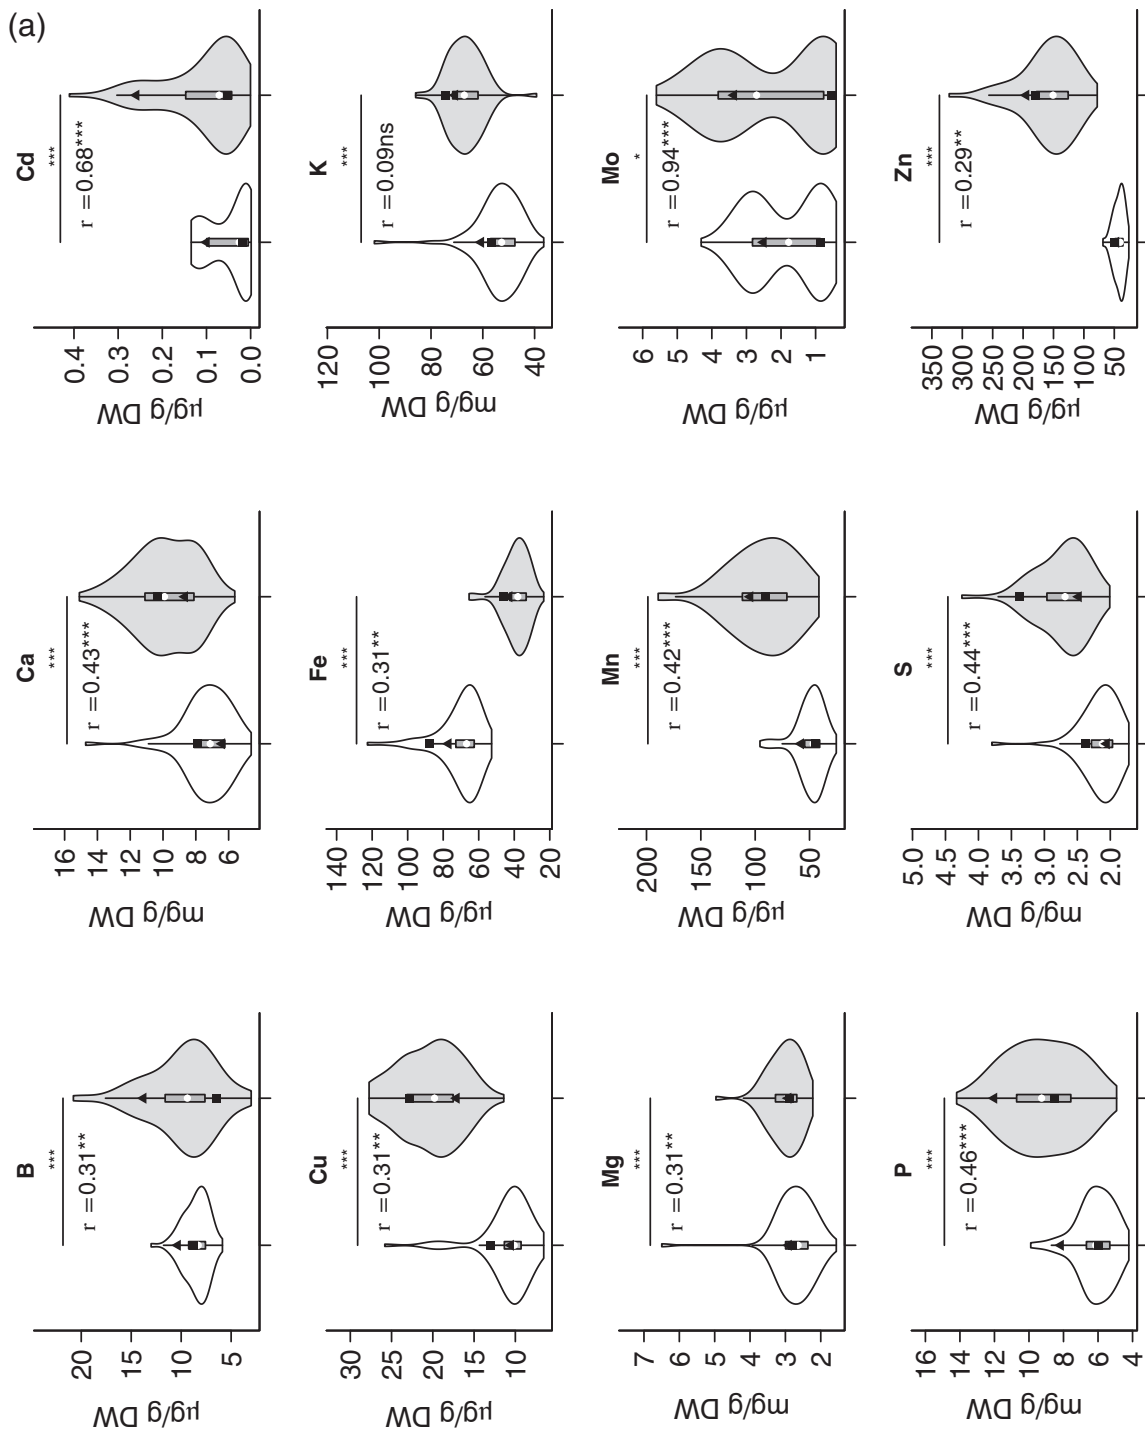 (a)
B
***
r =0.31**
µg/g DW
20
15
10
5
Ca
***
r =0.43***
mg/g DW
16
14
12
10
8
6
Cd
***
r =0.68***
µg/g DW
0.4
0.3
0.2
0.1
0.0
Cu
***
r =0.31**
µg/g DW
30
20
10
Fe
***
r =0.31**
µg/g DW
140
120
100
80
60
40
20
K
***
r =0.09ns
mg/g DW
120
100
80
60
40
Mg
***
r =0.31**
mg/g DW
7
6
5
4
3
2
Mn
***
r =0.42***
µg/g DW
200
150
100
50
Mo
*
r =0.94***
µg/g DW
6
5
4
3
2
1
P
***
r =0.46***
mg/g DW
16
14
12
10
8
6
4
S
***
r =0.44***
mg/g DW
5.0
4.5
4.0
3.5
3.0
2.5
2.0
Zn
***
r =0.29**
µg/g DW
350
300
250
200
150
100
50